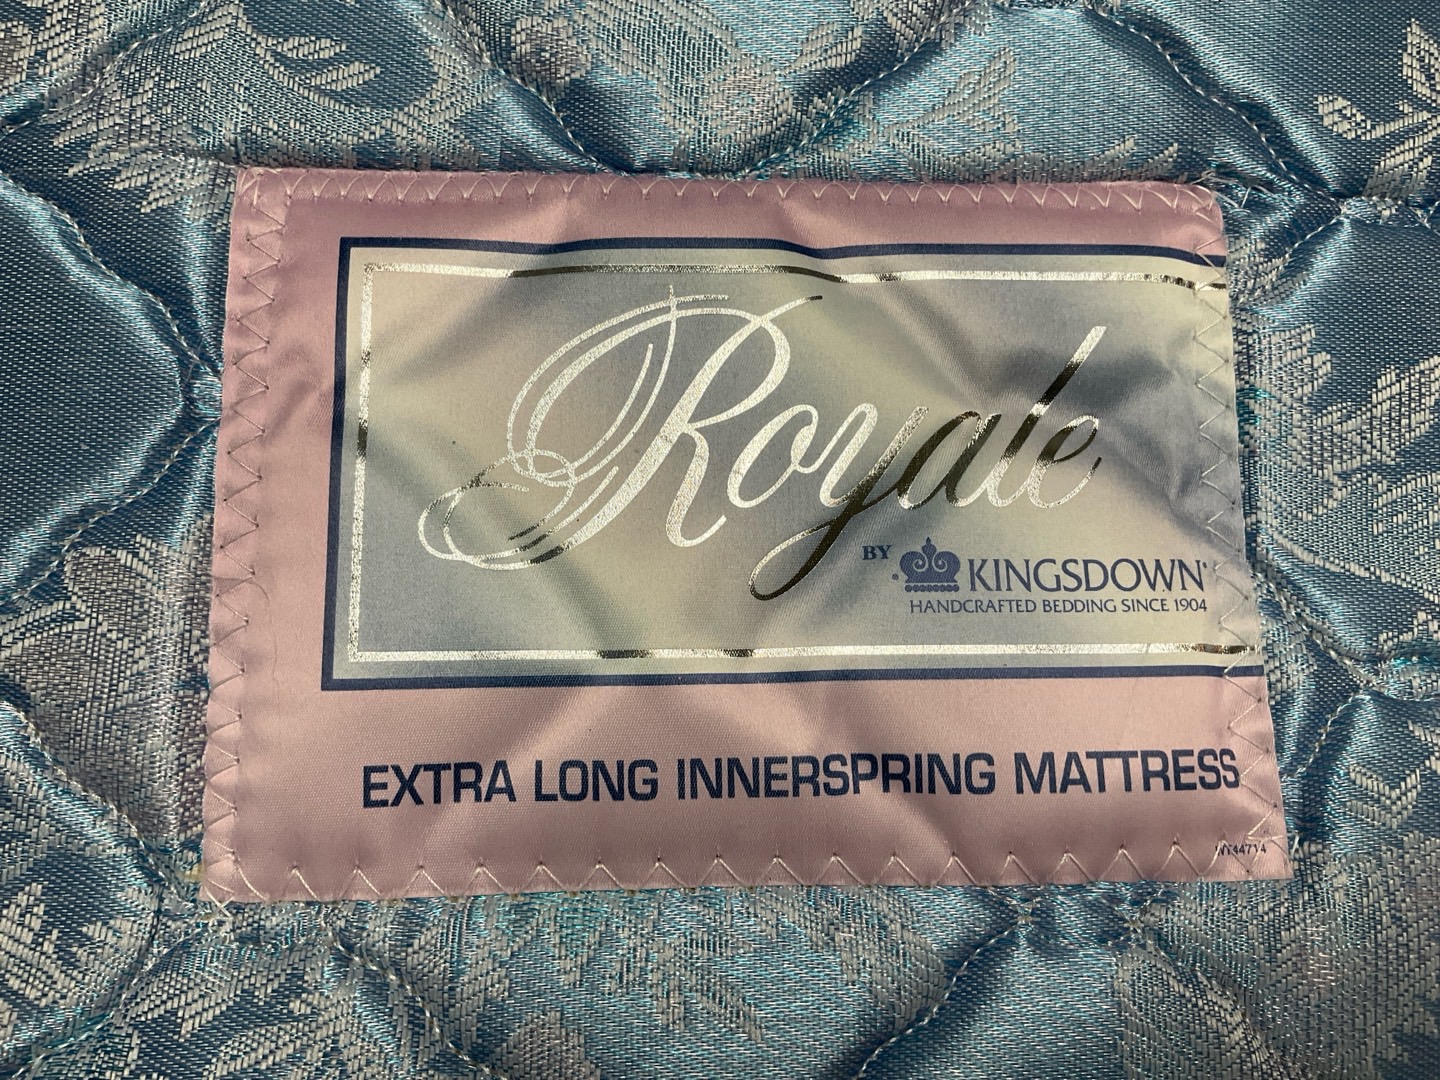 Royale
BY KINGSDOWN
HANDCRAFTED BEDDING SINCE 1904
EXTRA LONG INNERSPRING MATTRESS